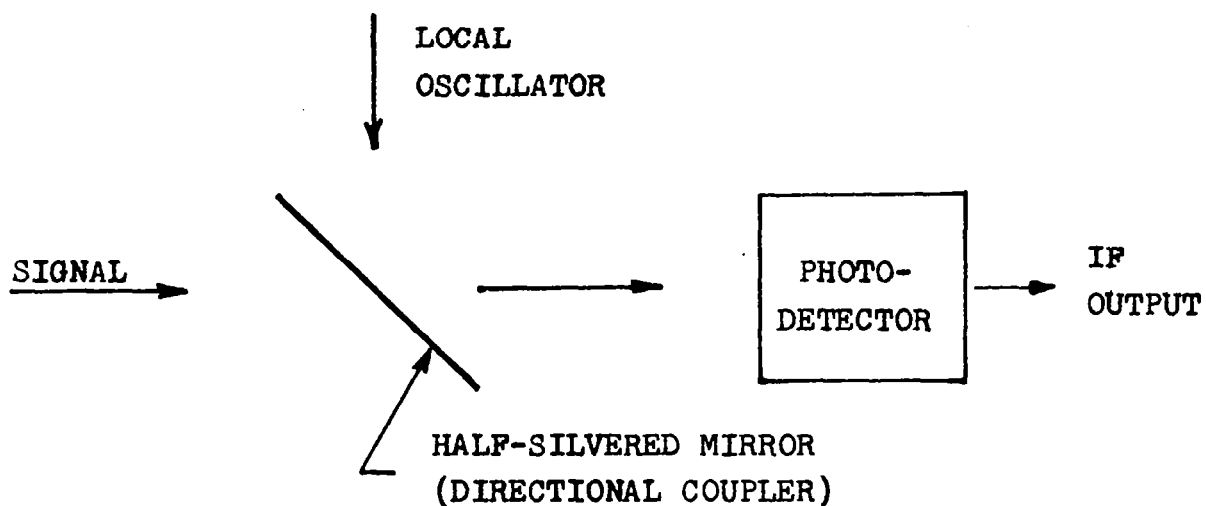 LOCAL
OSCILLATOR
SIGNAL
PHOTO-
DETECTOR
IF
OUTPUT
HALF-SILVERED MIRROR
(DIRECTIONAL COUPLER)